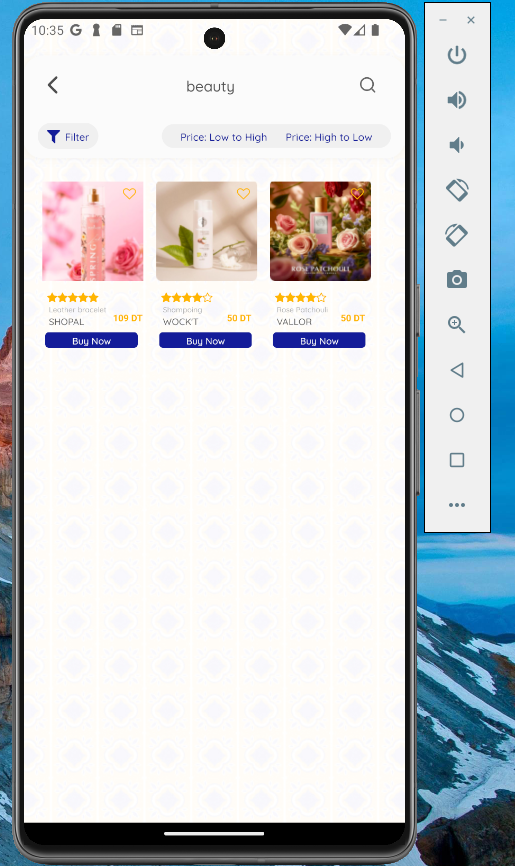 10:35
beauty
Filter
Price: Low to High Price: High to Low
SPRING
ROSE PATCHOULI
Leather bracelet
SHOPAL
109 DT
Buy Now
Shampoing
WOCK'T
50 DT
Buy Now
Rose Patchouli
VALLOR
50 DT
Buy Now